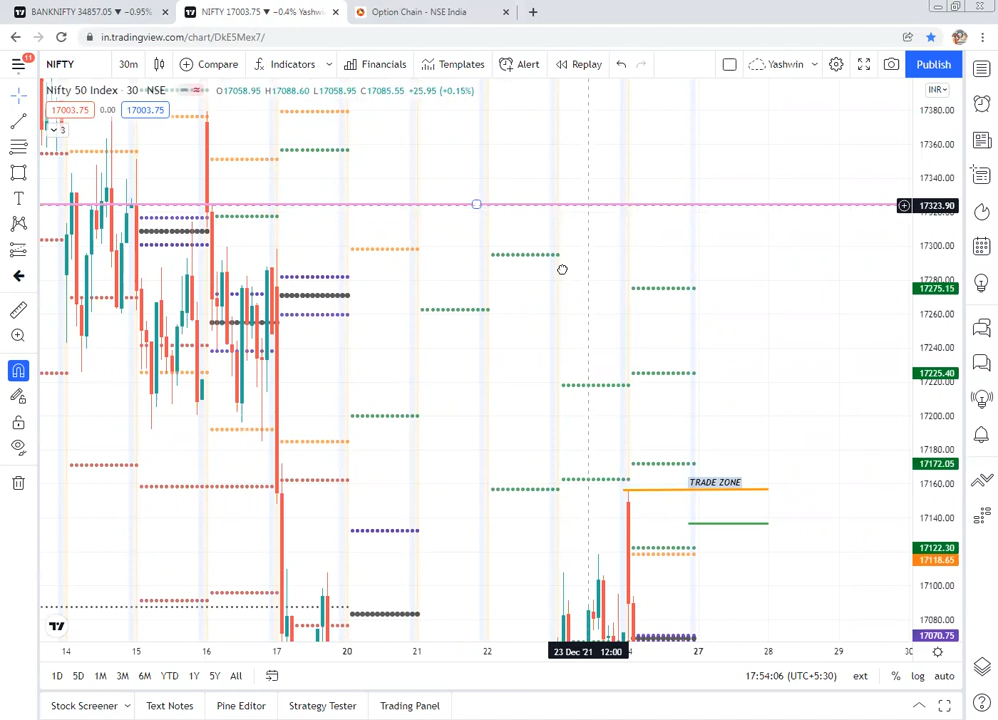 BANKNIFTY 34857.05 ▼ −0.95%
NIFTY 17003.75 ▼ −0.4% Yashwin
Option Chain - NSE India
in.tradingview.com/chart/DkE5Mex7/
11
NIFTY
30m
Compare
Indicators
Financials
Templates
Alert
Replay
Yashwin
Publish
Nifty 50 Index · 30 · NSE
O17058.95 H17088.60 L17058.95 C17085.55 +25.95 (+0.15%)
INR
17003.75 0.00 17003.75
3
17380.00
17360.00
17340.00
17323.90
17300.00
17280.00
17275.15
17260.00
17240.00
17225.40
17220.00
17200.00
17180.00
17172.05
17160.00
TRADE ZONE
17140.00
17122.30
17118.65
17100.00
17080.00
17070.75
14 15 16 17 20 21 22 23 Dec '21 12:00 27 28 29 30
1D 5D 1M 3M 6M YTD 1Y 5Y All
17:54:06 (UTC+5:30) ext % log auto
Stock Screener Text Notes Pine Editor Strategy Tester Trading Panel